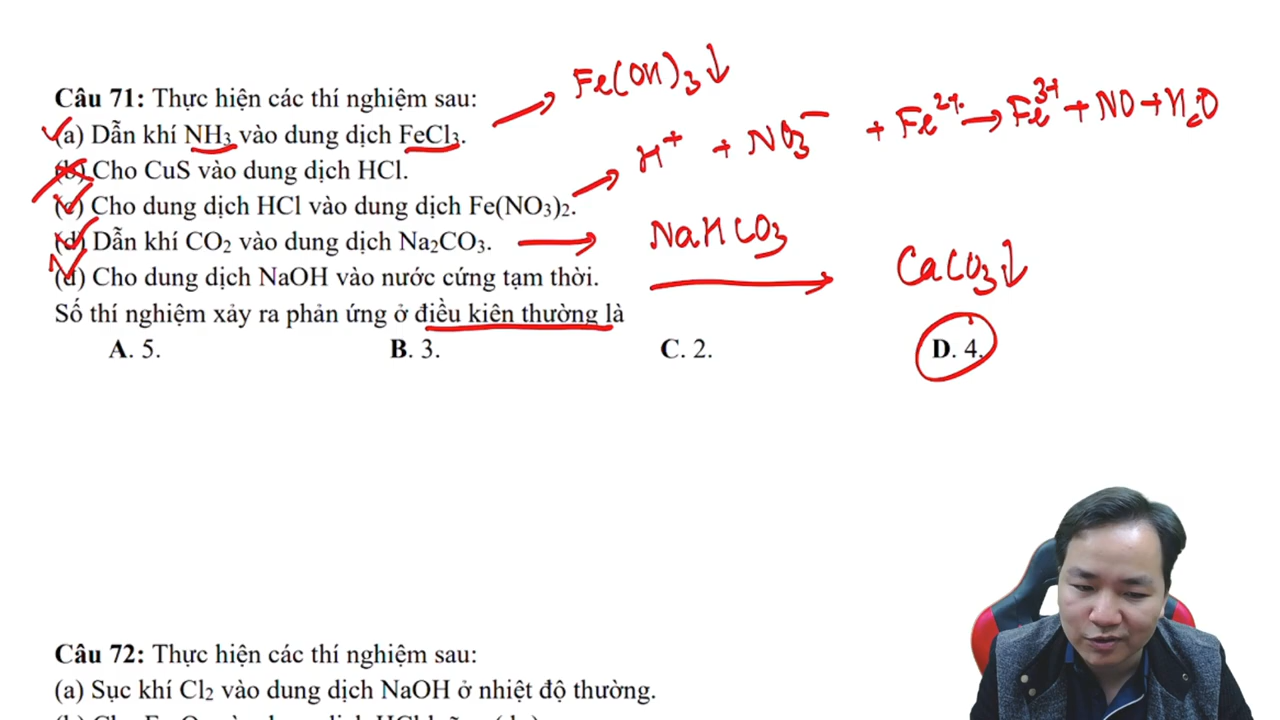 Fe(OH)₃↓
Câu 71: Thực hiện các thí nghiệm sau:
(a) Dẫn khí NH₃ vào dung dịch FeCl₃.
H⁺ + NO₃⁻ + Fe²⁺ → Fe³⁺ + NO + H₂O
(b) Cho CuS vào dung dịch HCl.
(c) Cho dung dịch HCl vào dung dịch Fe(NO₃)₂.
(d) Dẫn khí CO₂ vào dung dịch Na₂CO₃. → NaHCO₃
(đ) Cho dung dịch NaOH vào nước cứng tạm thời. → CaCO₃↓
Số thí nghiệm xảy ra phản ứng ở điều kiên thường là
A. 5. B. 3. C. 2. D. 4.
Câu 72: Thực hiện các thí nghiệm sau:
(a) Sục khí Cl₂ vào dung dịch NaOH ở nhiệt độ thường.